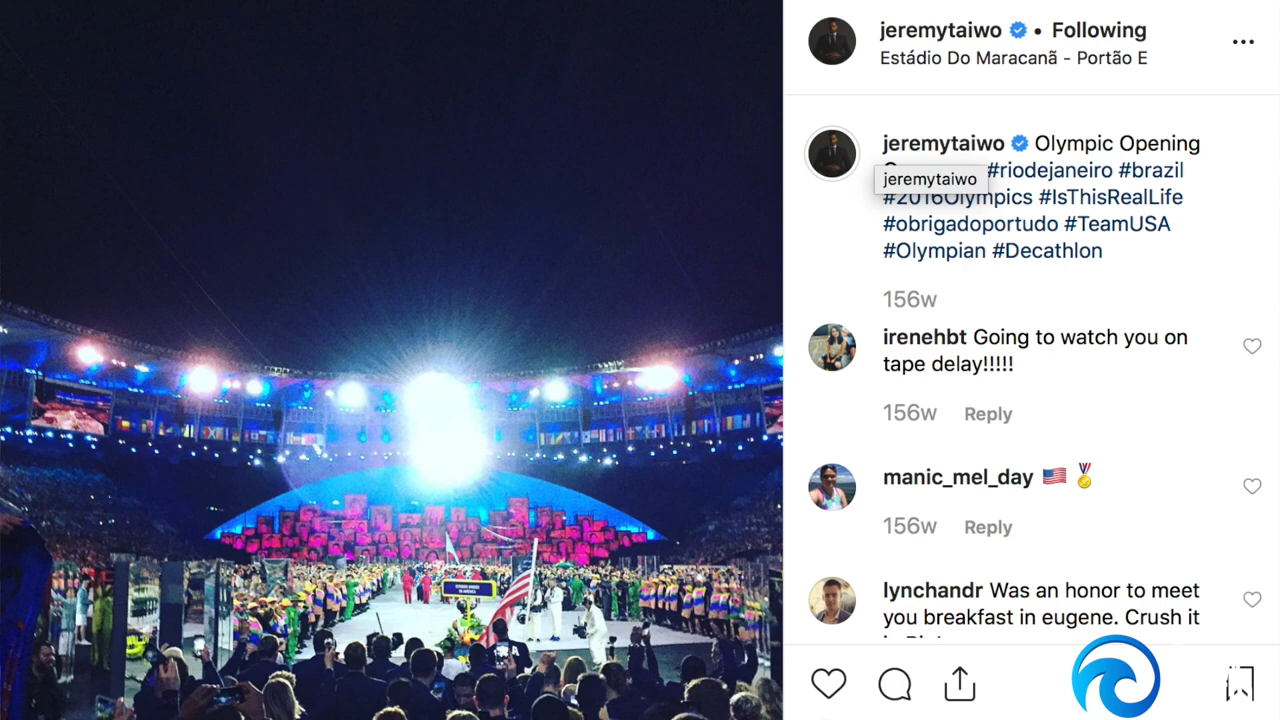 jeremytaiwo • Following
Estádio Do Maracanã - Portão E
jeremytaiwo Olympic Opening
#riodejaneiro #brazil
jeremytaiwo
#2016Olympics #IsThisRealLife
#obrigadoportudo #TeamUSA
#Olympian #Decathlon
156w
irenehbt Going to watch you on
tape delay!!!!!
156w Reply
manic_mel_day 🇺🇸 🏅
156w Reply
lynchandr Was an honor to meet
you breakfast in eugene. Crush it